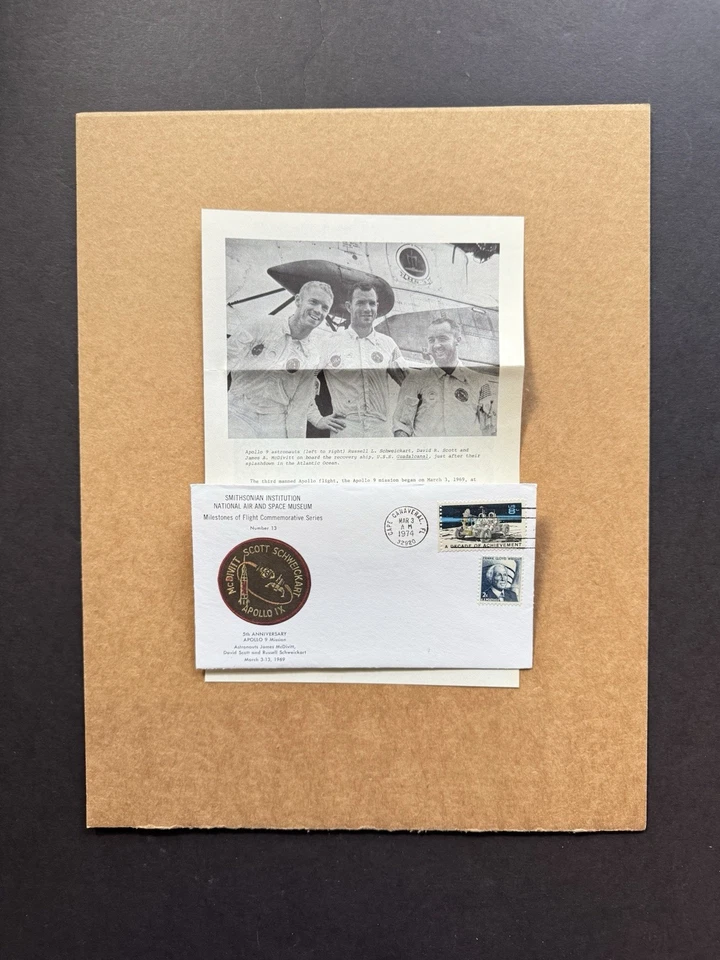 Apollo 9 astronauts (left to right) Russell L. Schweickart, David R. Scott and
James A. McDivitt on board the recovery ship, U.S.S. Guadalcanal, just after their
splashdown in the Atlantic Ocean.
The third manned Apollo flight, the Apollo 9 mission began on March 3, 1969, at
SMITHSONIAN INSTITUTION
NATIONAL AIR AND SPACE MUSEUM
Milestones of Flight Commemorative Series
Number 13
McDIVITT SCOTT SCHWEICKART
APOLLO IX
5th ANNIVERSARY
APOLLO 9 Mission
Astronauts James McDivitt,
David Scott and Russell Schweickart
March 3-13, 1969
CAPE CANAVERAL, FL
MAR 3
AM
1974
32920
US
8c
A DECADE OF ACHIEVEMENT
FRANK LLOYD WRIGHT
2c